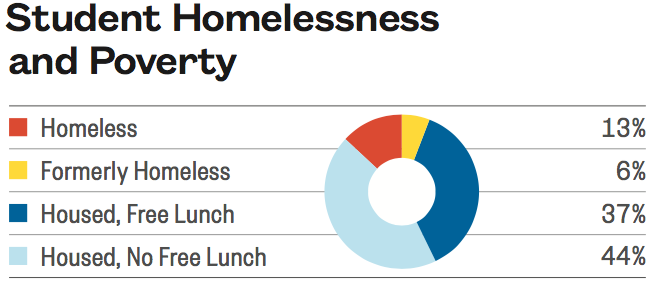 Student Homelessness
and Poverty
Homeless 13%
Formerly Homeless 6%
Housed, Free Lunch 37%
Housed, No Free Lunch 44%